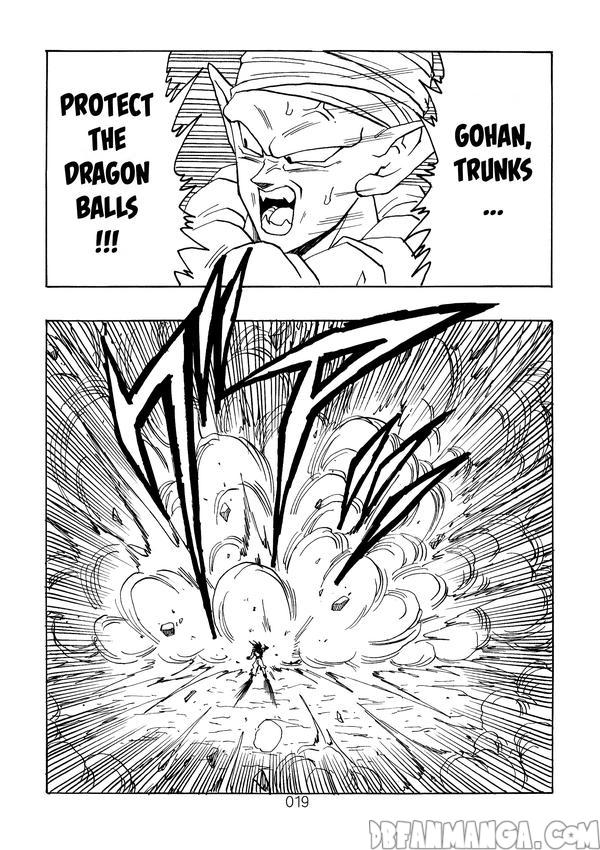 GOHAN,
TRUNKS
...
PROTECT
THE
DRAGON
BALLS
!!!
019
DBFANMANGA.COM